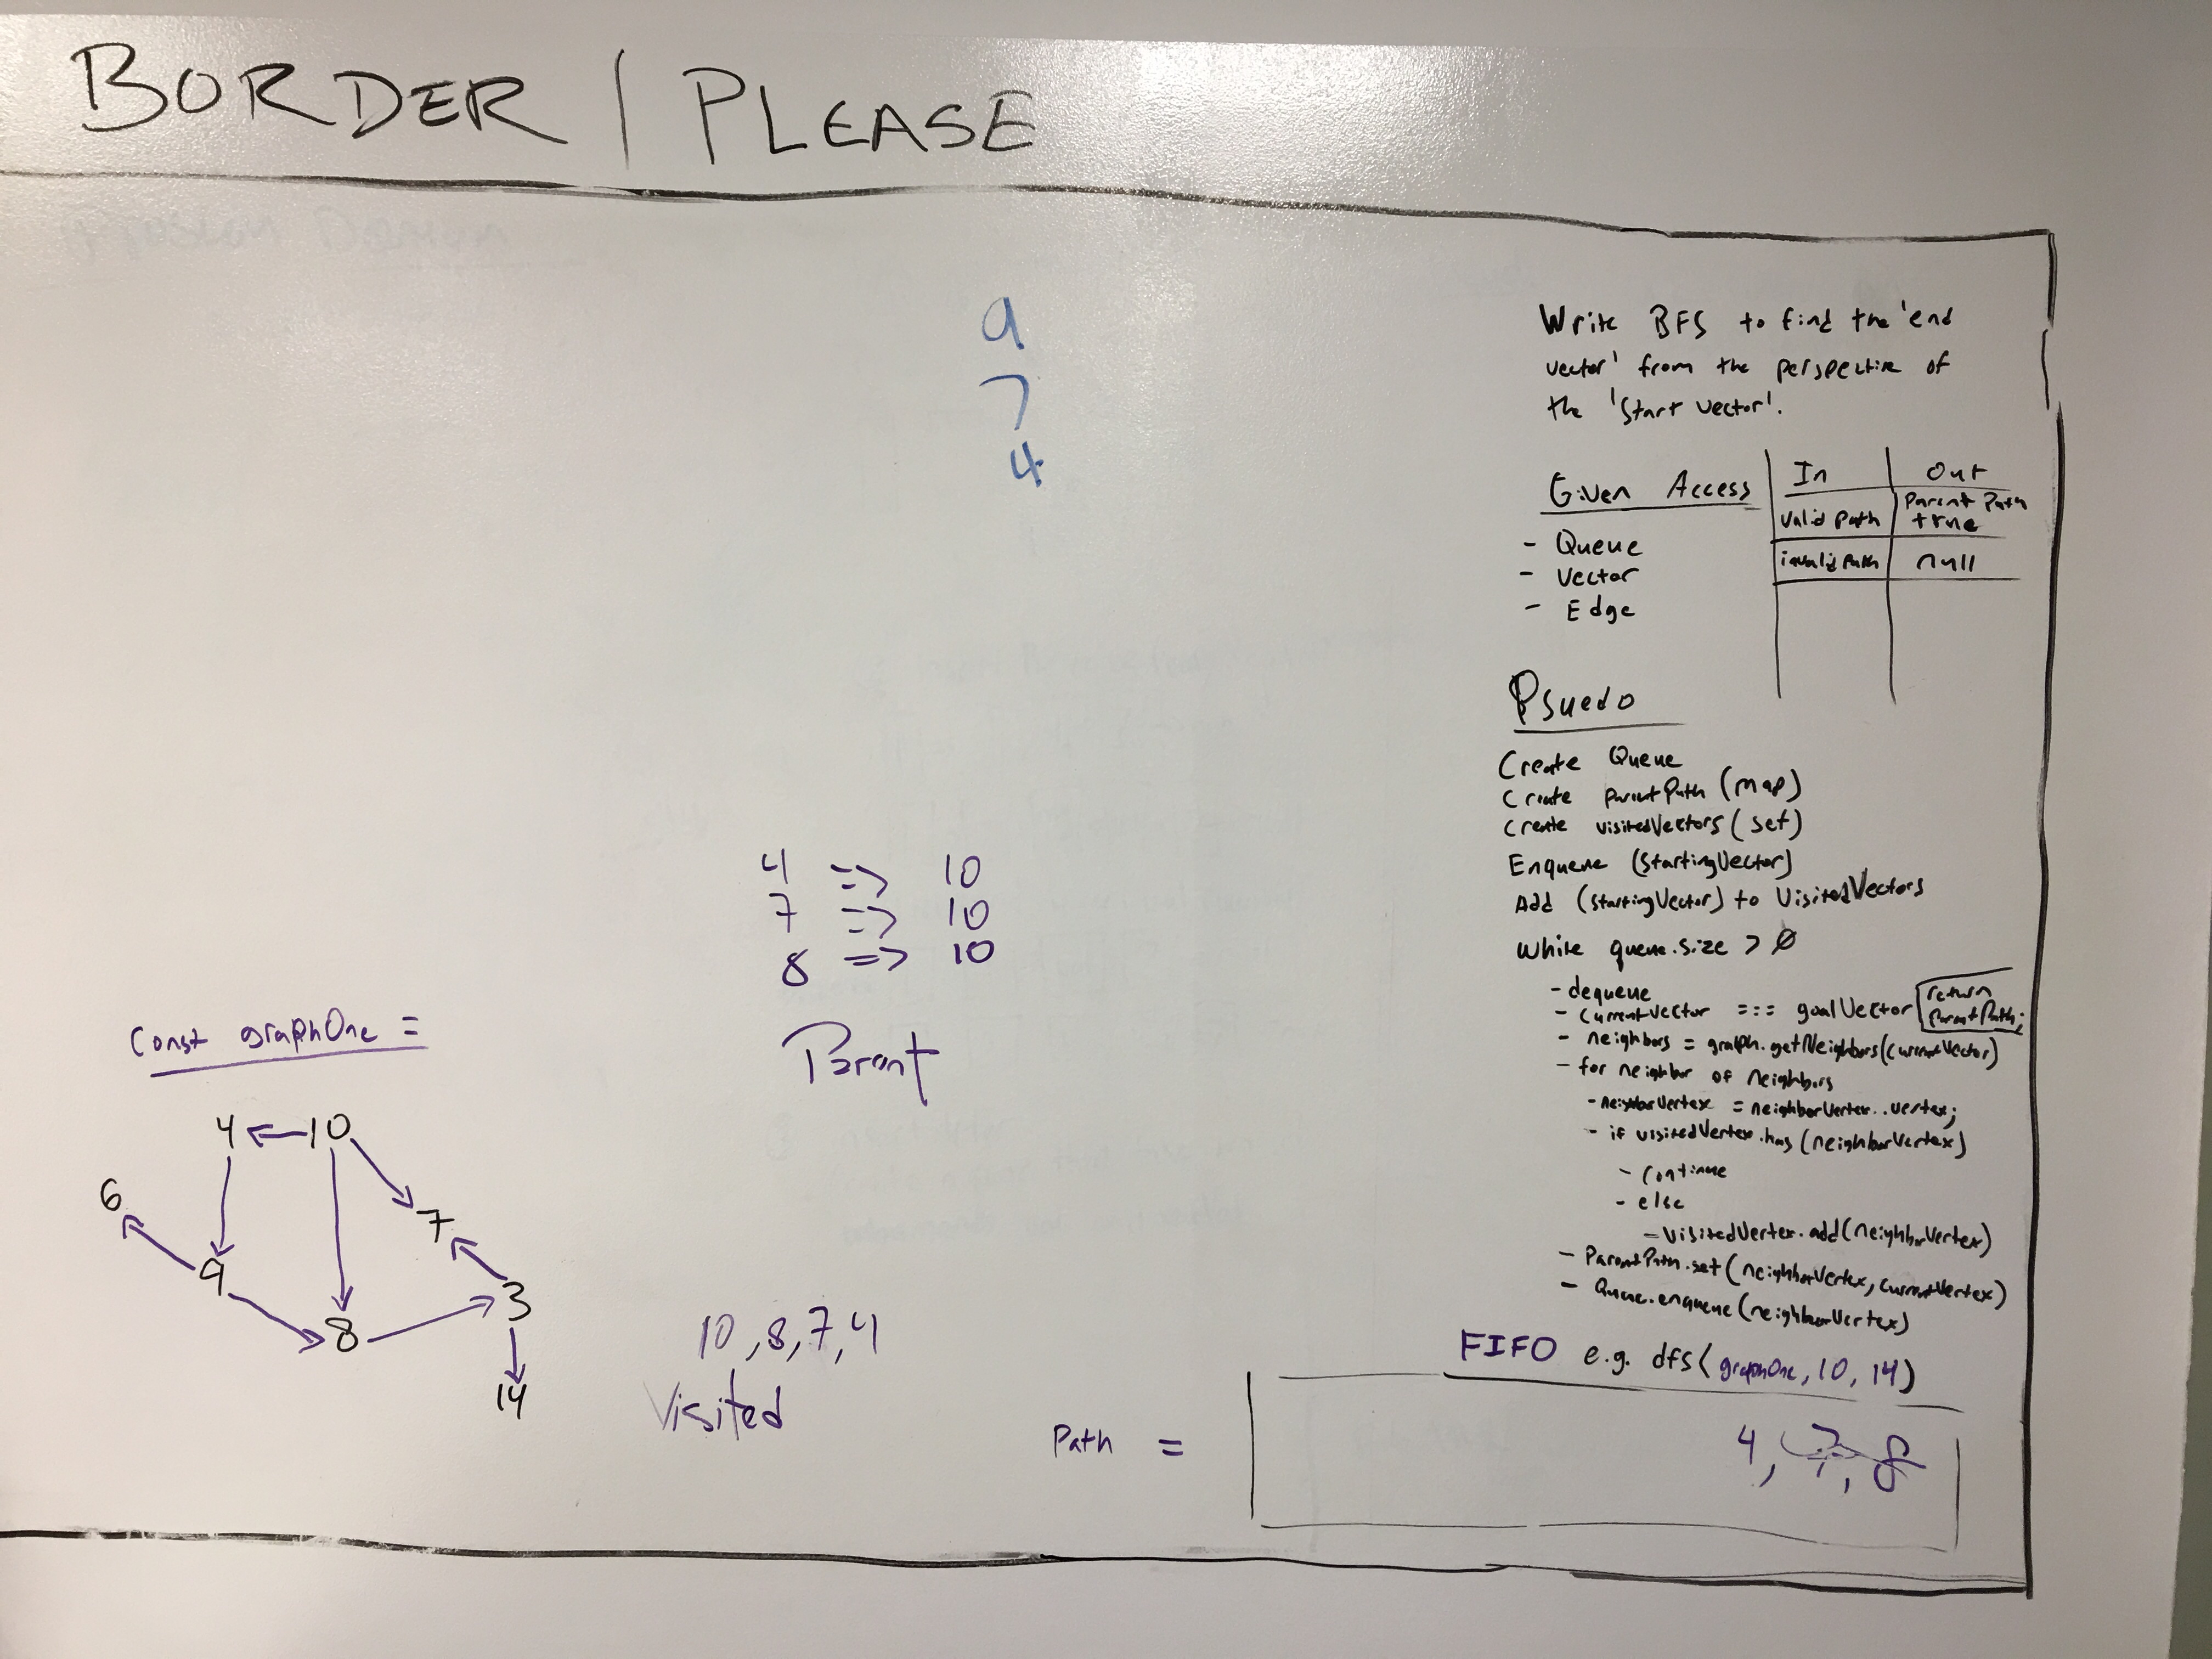 BORDER | PLEASE
9
7
4
Write BFS to find the 'end
vector' from the perspective of
the 'Start vector'.
Given Access
- Queue
- Vector
- Edge
In Out
Valid Path Parent Path
true
invalid Path null
Psuedo
Create Queue
Create ParentPath (map)
Create visitedVectors (set)
Enqueue (StartingVector)
Add (StartingVector) to VisitedVectors
While queue.size > Ø
- dequeue
- CurrentVector === goalVector return
ParentPath;
- neighbors = graph.getNeighbors(currentVector)
- for neighbor of neighbors
- neighborVertex = neighborVertex..vertex;
- if visitedVertex.has (neighborVertex)
- Continue
- else
- VisitedVertex.add(neighborVertex)
- ParentPath.set(neighborVertex, currentVertex)
- Queue.enqueue(neighborVertex)
FIFO e.g. dfs(graphOne, 10, 14)
4 => 10
7 => 10
8 => 10
Parent
Const graphOne =
4 10
6
7
9
3
8
14
10, 8, 7, 4
Visited
Path =
4, 7, 8